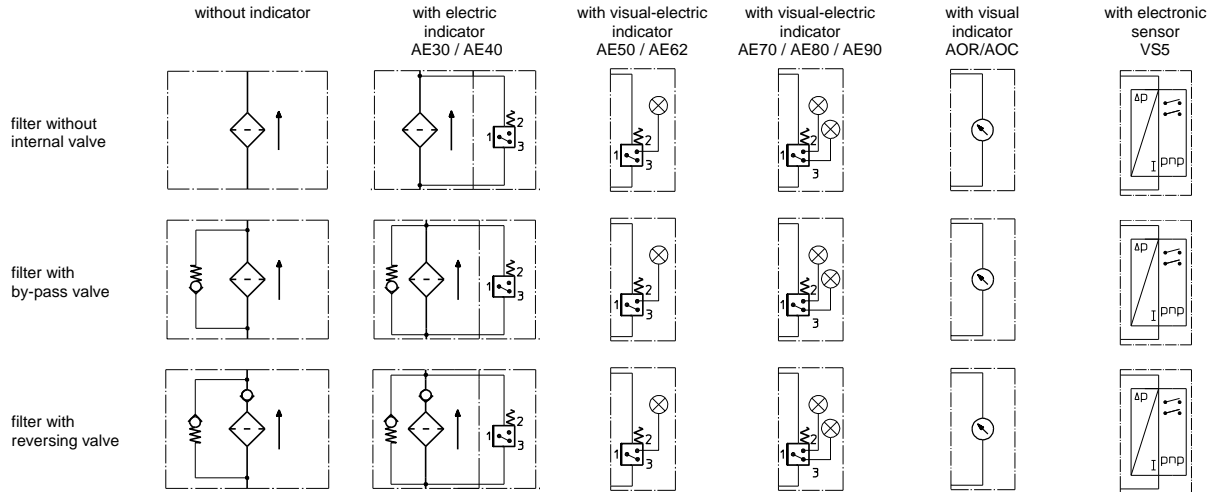 without indicator
with electric
indicator
AE30 / AE40
with visual-electric
indicator
AE50 / AE62
with visual-electric
indicator
AE70 / AE80 / AE90
with visual
indicator
AOR/AOC
with electronic
sensor
VS5
filter without
internal valve
1 2 3
1 2 3
1 2 3
Δp
I pnp
filter with
by-pass valve
1 2 3
1 2 3
1 2 3
Δp
I pnp
filter with
reversing valve
1 2 3
1 2 3
1 2 3
Δp
I pnp